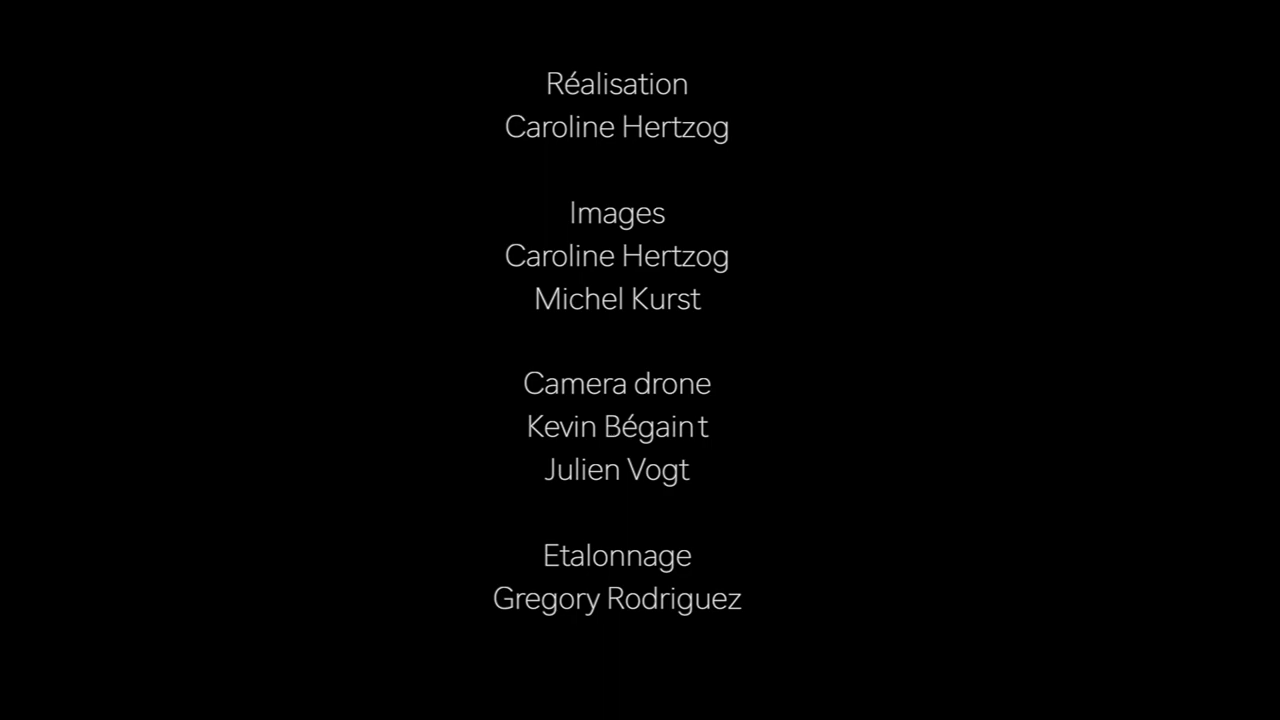 Réalisation
Caroline Hertzog
Images
Caroline Hertzog
Michel Kurst
Camera drone
Kevin Bégaint
Julien Vogt
Etalonnage
Gregory Rodriguez